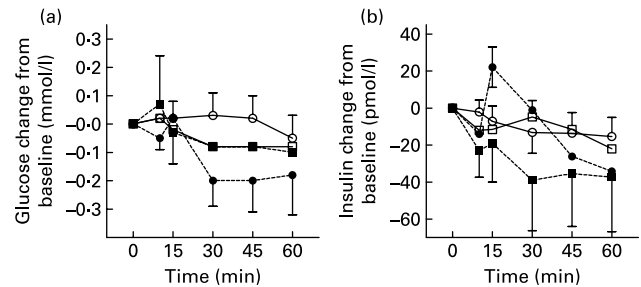 (a)
Glucose change from
baseline (mmol/l)
0·3
0·2
0·1
–0·0
–0·1
–0·2
–0·3
0 15 30 45 60
Time (min)
(b)
Insulin change from
baseline (pmol/l)
40
20
0
–20
–40
–60
0 15 30 45 60
Time (min)